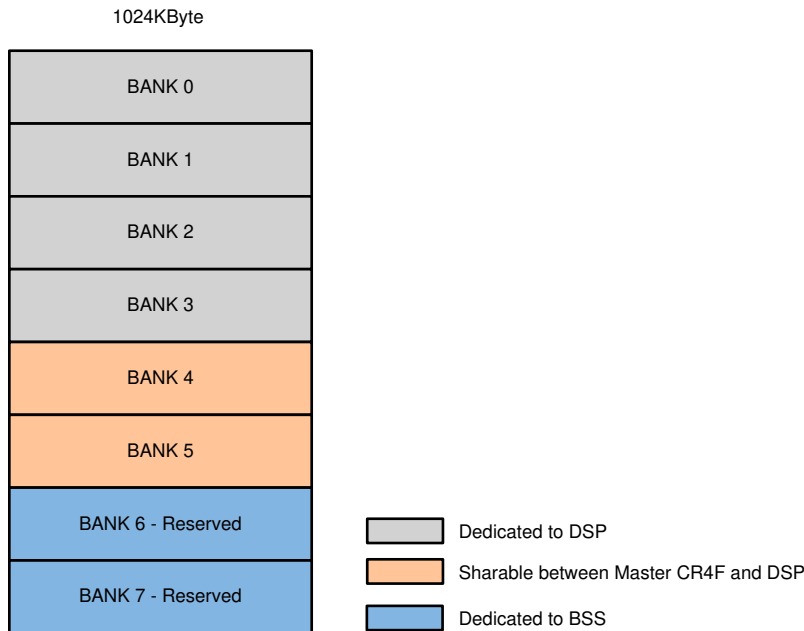 1024KByte
BANK 0
BANK 1
BANK 2
BANK 3
BANK 4
BANK 5
BANK 6 - Reserved
BANK 7 - Reserved
Dedicated to DSP
Sharable between Master CR4F and DSP
Dedicated to BSS